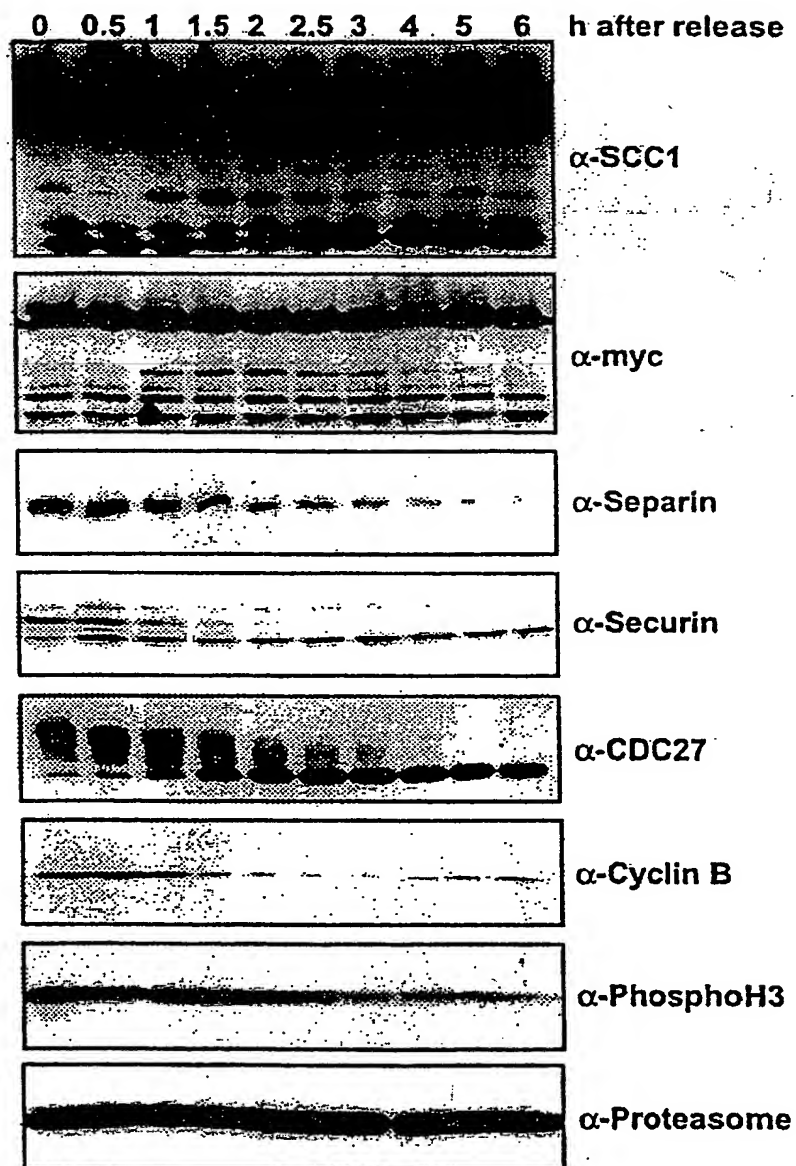 0 0.5 1 1.5 2 2.5 3 4 5 6 h after release
α-SCC1
α-myc
α-Separin
α-Securin
α-CDC27
α-Cyclin B
α-PhosphoH3
α-Proteasome